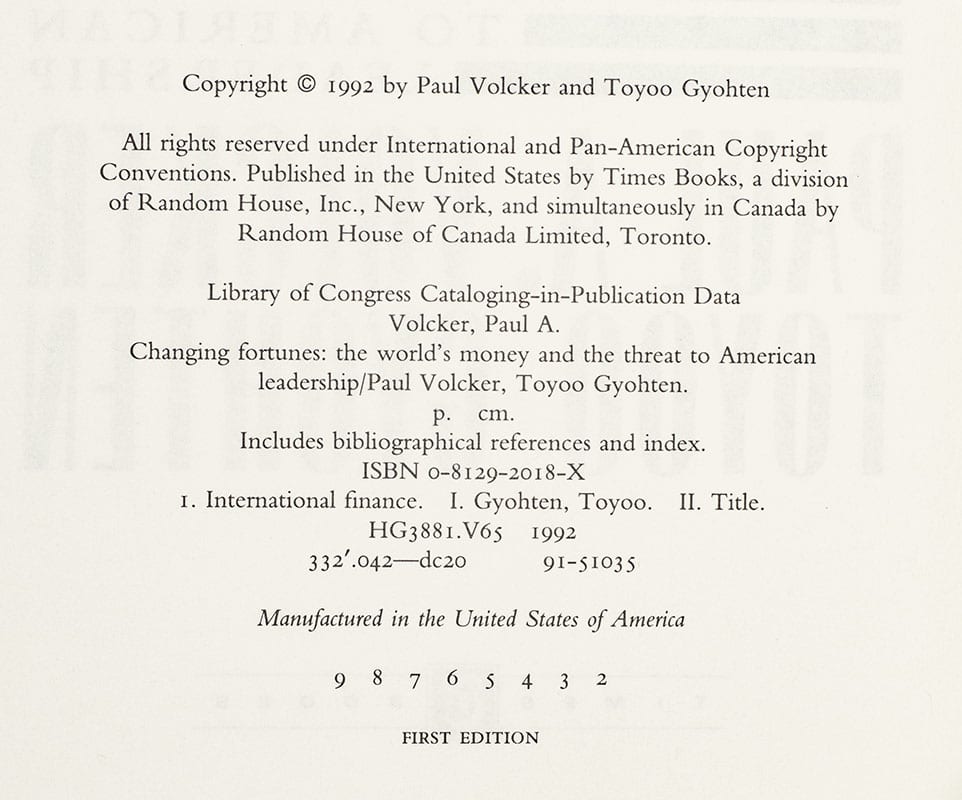 Copyright © 1992 by Paul Volcker and Toyoo Gyohten
All rights reserved under International and Pan-American Copyright
Conventions. Published in the United States by Times Books, a division
of Random House, Inc., New York, and simultaneously in Canada by
Random House of Canada Limited, Toronto.
Library of Congress Cataloging-in-Publication Data
Volcker, Paul A.
Changing fortunes: the world's money and the threat to American
leadership/Paul Volcker, Toyoo Gyohten.
p. cm.
Includes bibliographical references and index.
ISBN 0-8129-2018-X
1. International finance. I. Gyohten, Toyoo. II. Title.
HG3881.V65 1992
332′.042—dc20 91-51035
Manufactured in the United States of America
9 8 7 6 5 4 3 2
FIRST EDITION